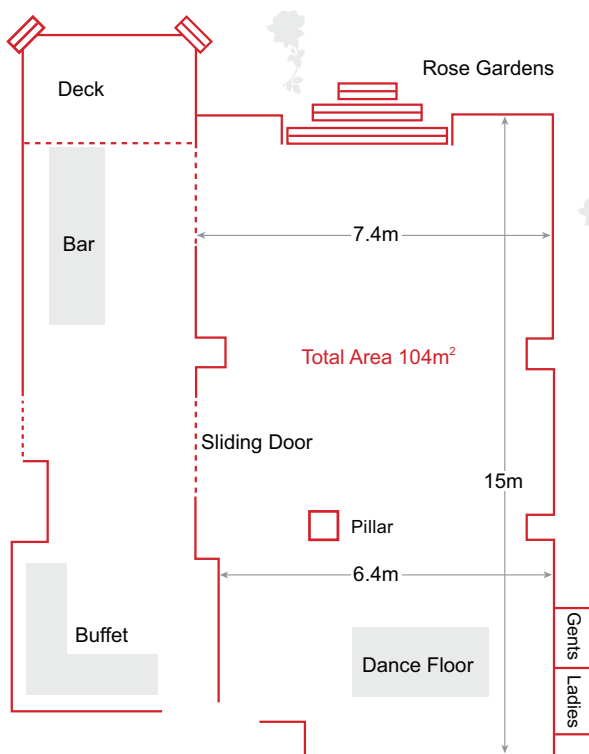 Rose Gardens
Deck
7.4m
Bar
Total Area 104m²
Sliding Door
15m
Pillar
6.4m
Gents
Buffet
Dance Floor
Ladies